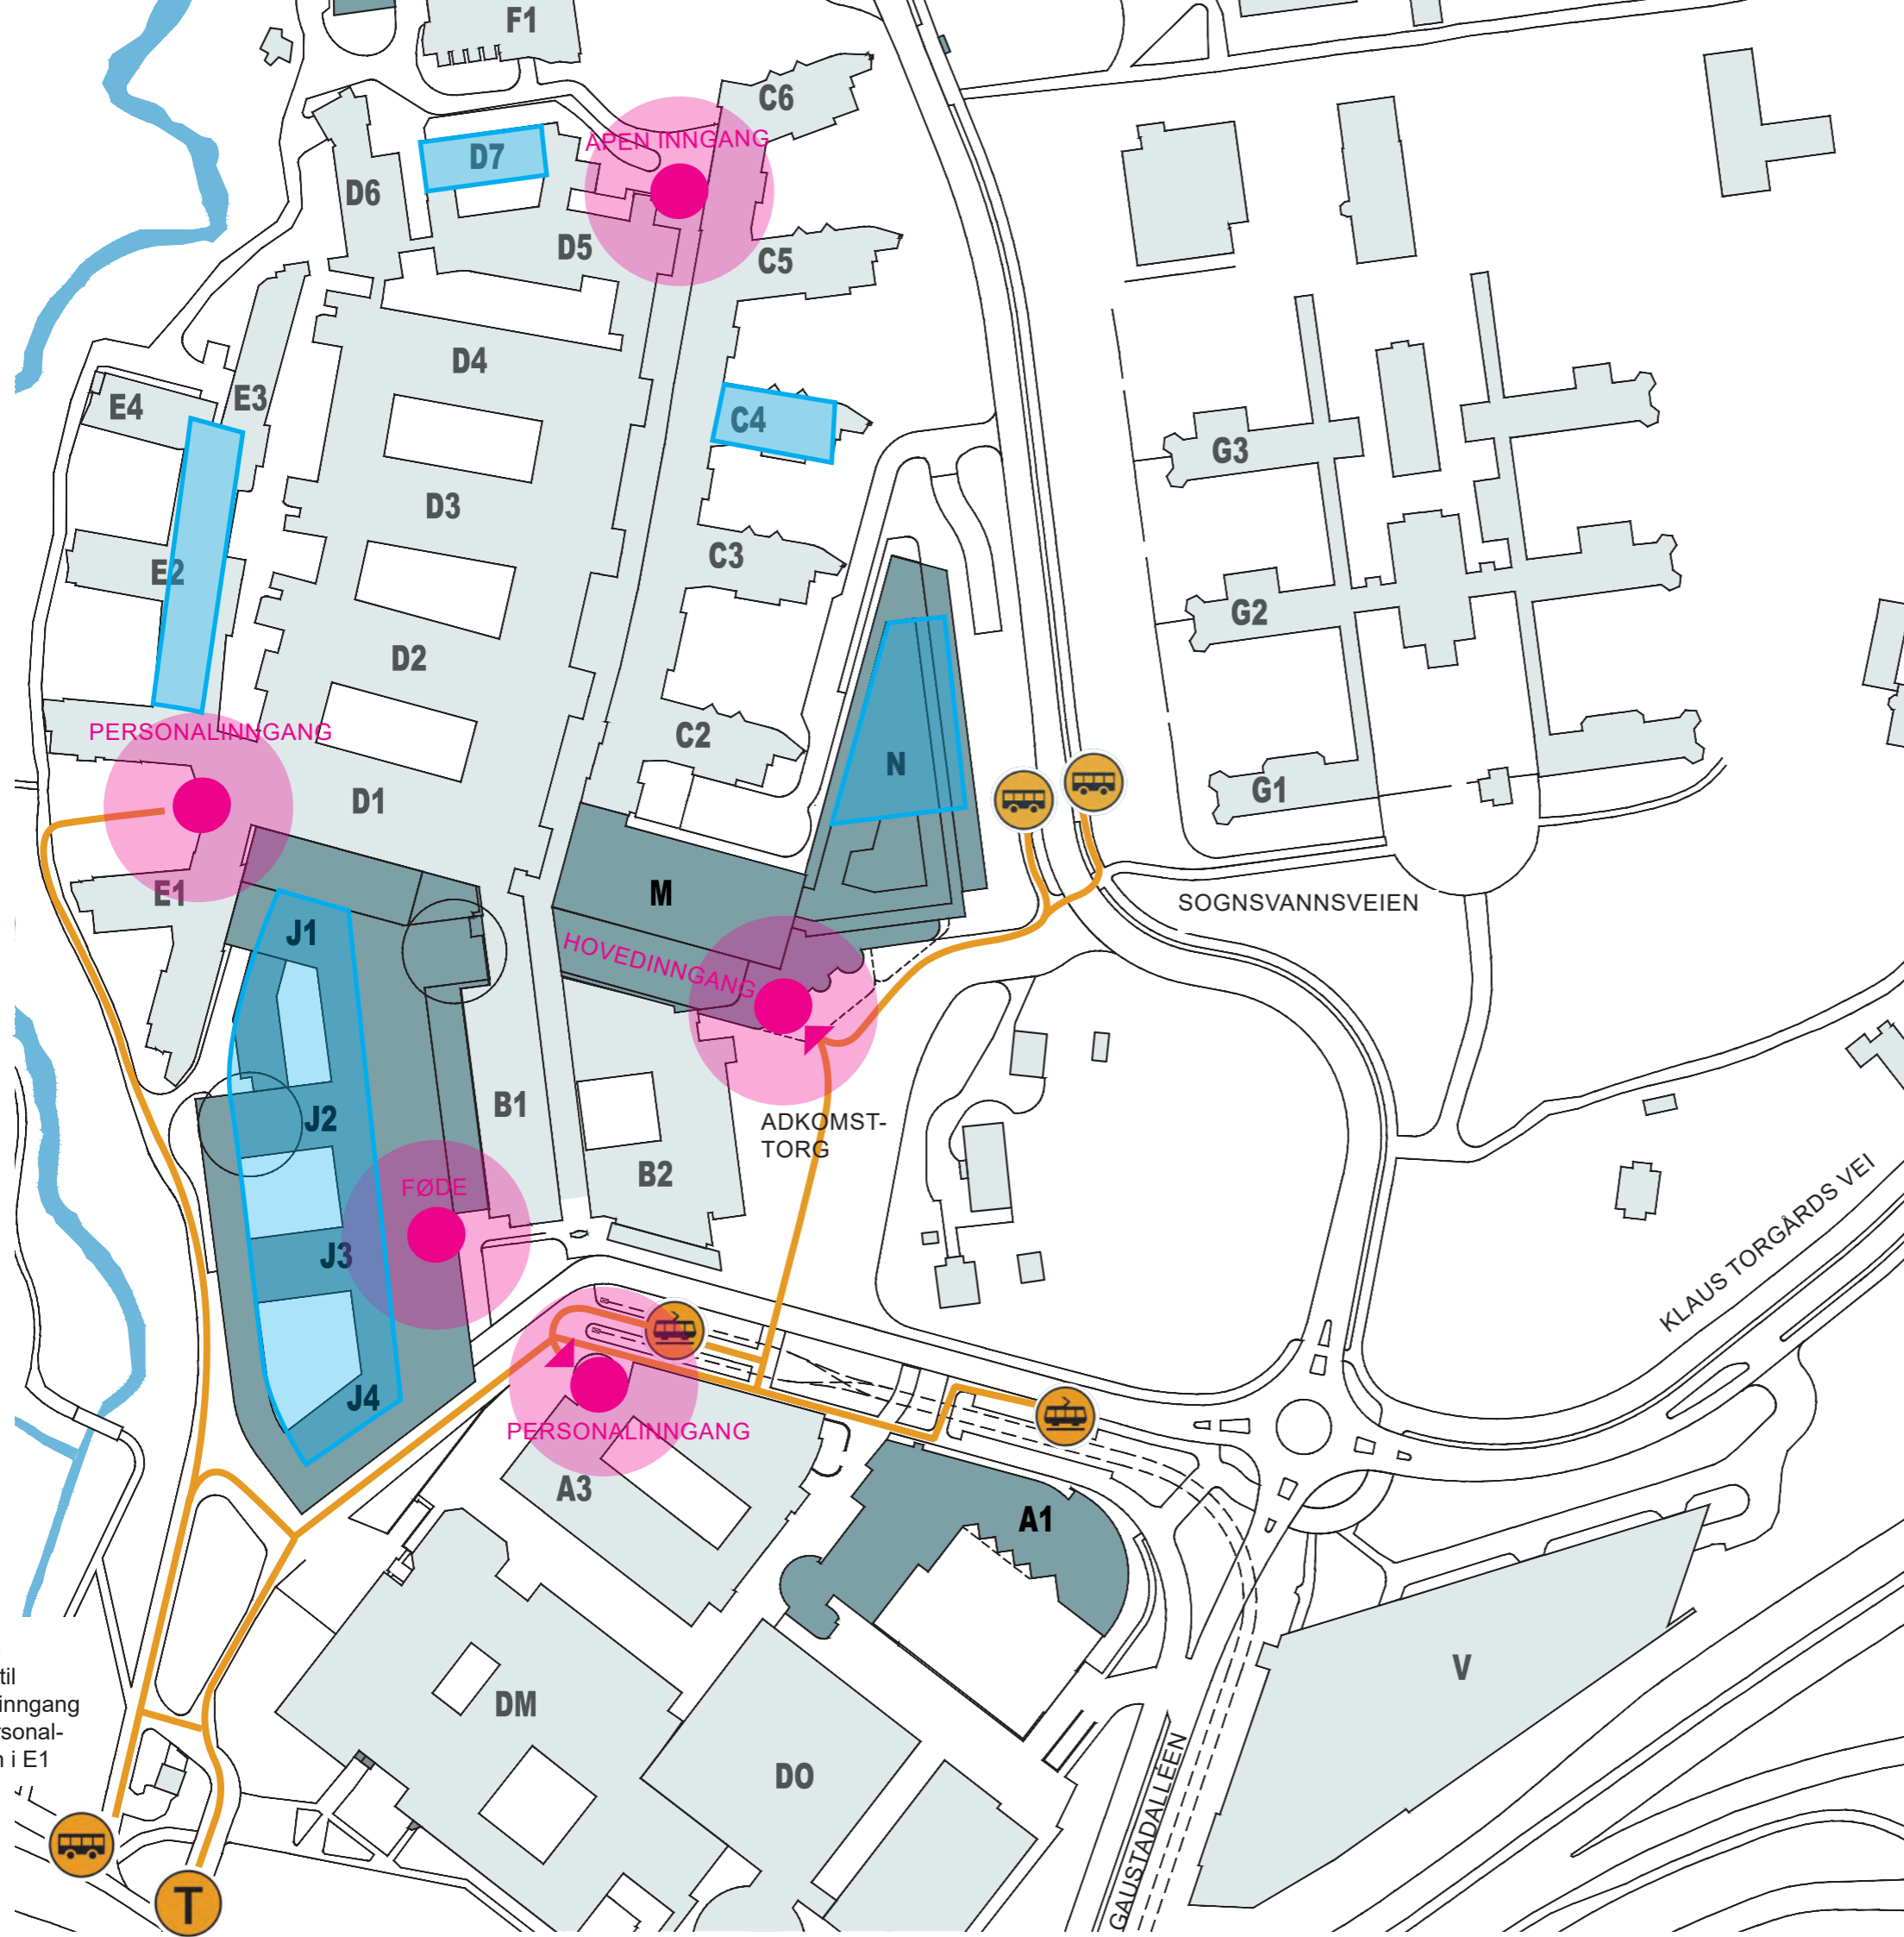 F1
C6
ÅPEN INNGANG
D7
D6
D5
C5
D4
E3
E4
C4
G3
D3
C3
E2
G2
D2
C2
PERSONALINNGANG
N
D1
G1
M
E1
SOGNSVANNSVEIEN
J1
HOVEDINNGANG
B1
J2
ADKOMST-
TORG
B2
FØDE
J3
KLAUS TORGÅRDS VEI
J4
PERSONALINNGANG
A3
A1
til
inngang
rsonal-
n i E1
V
DM
DO
GAUSTADALLÉEN
T